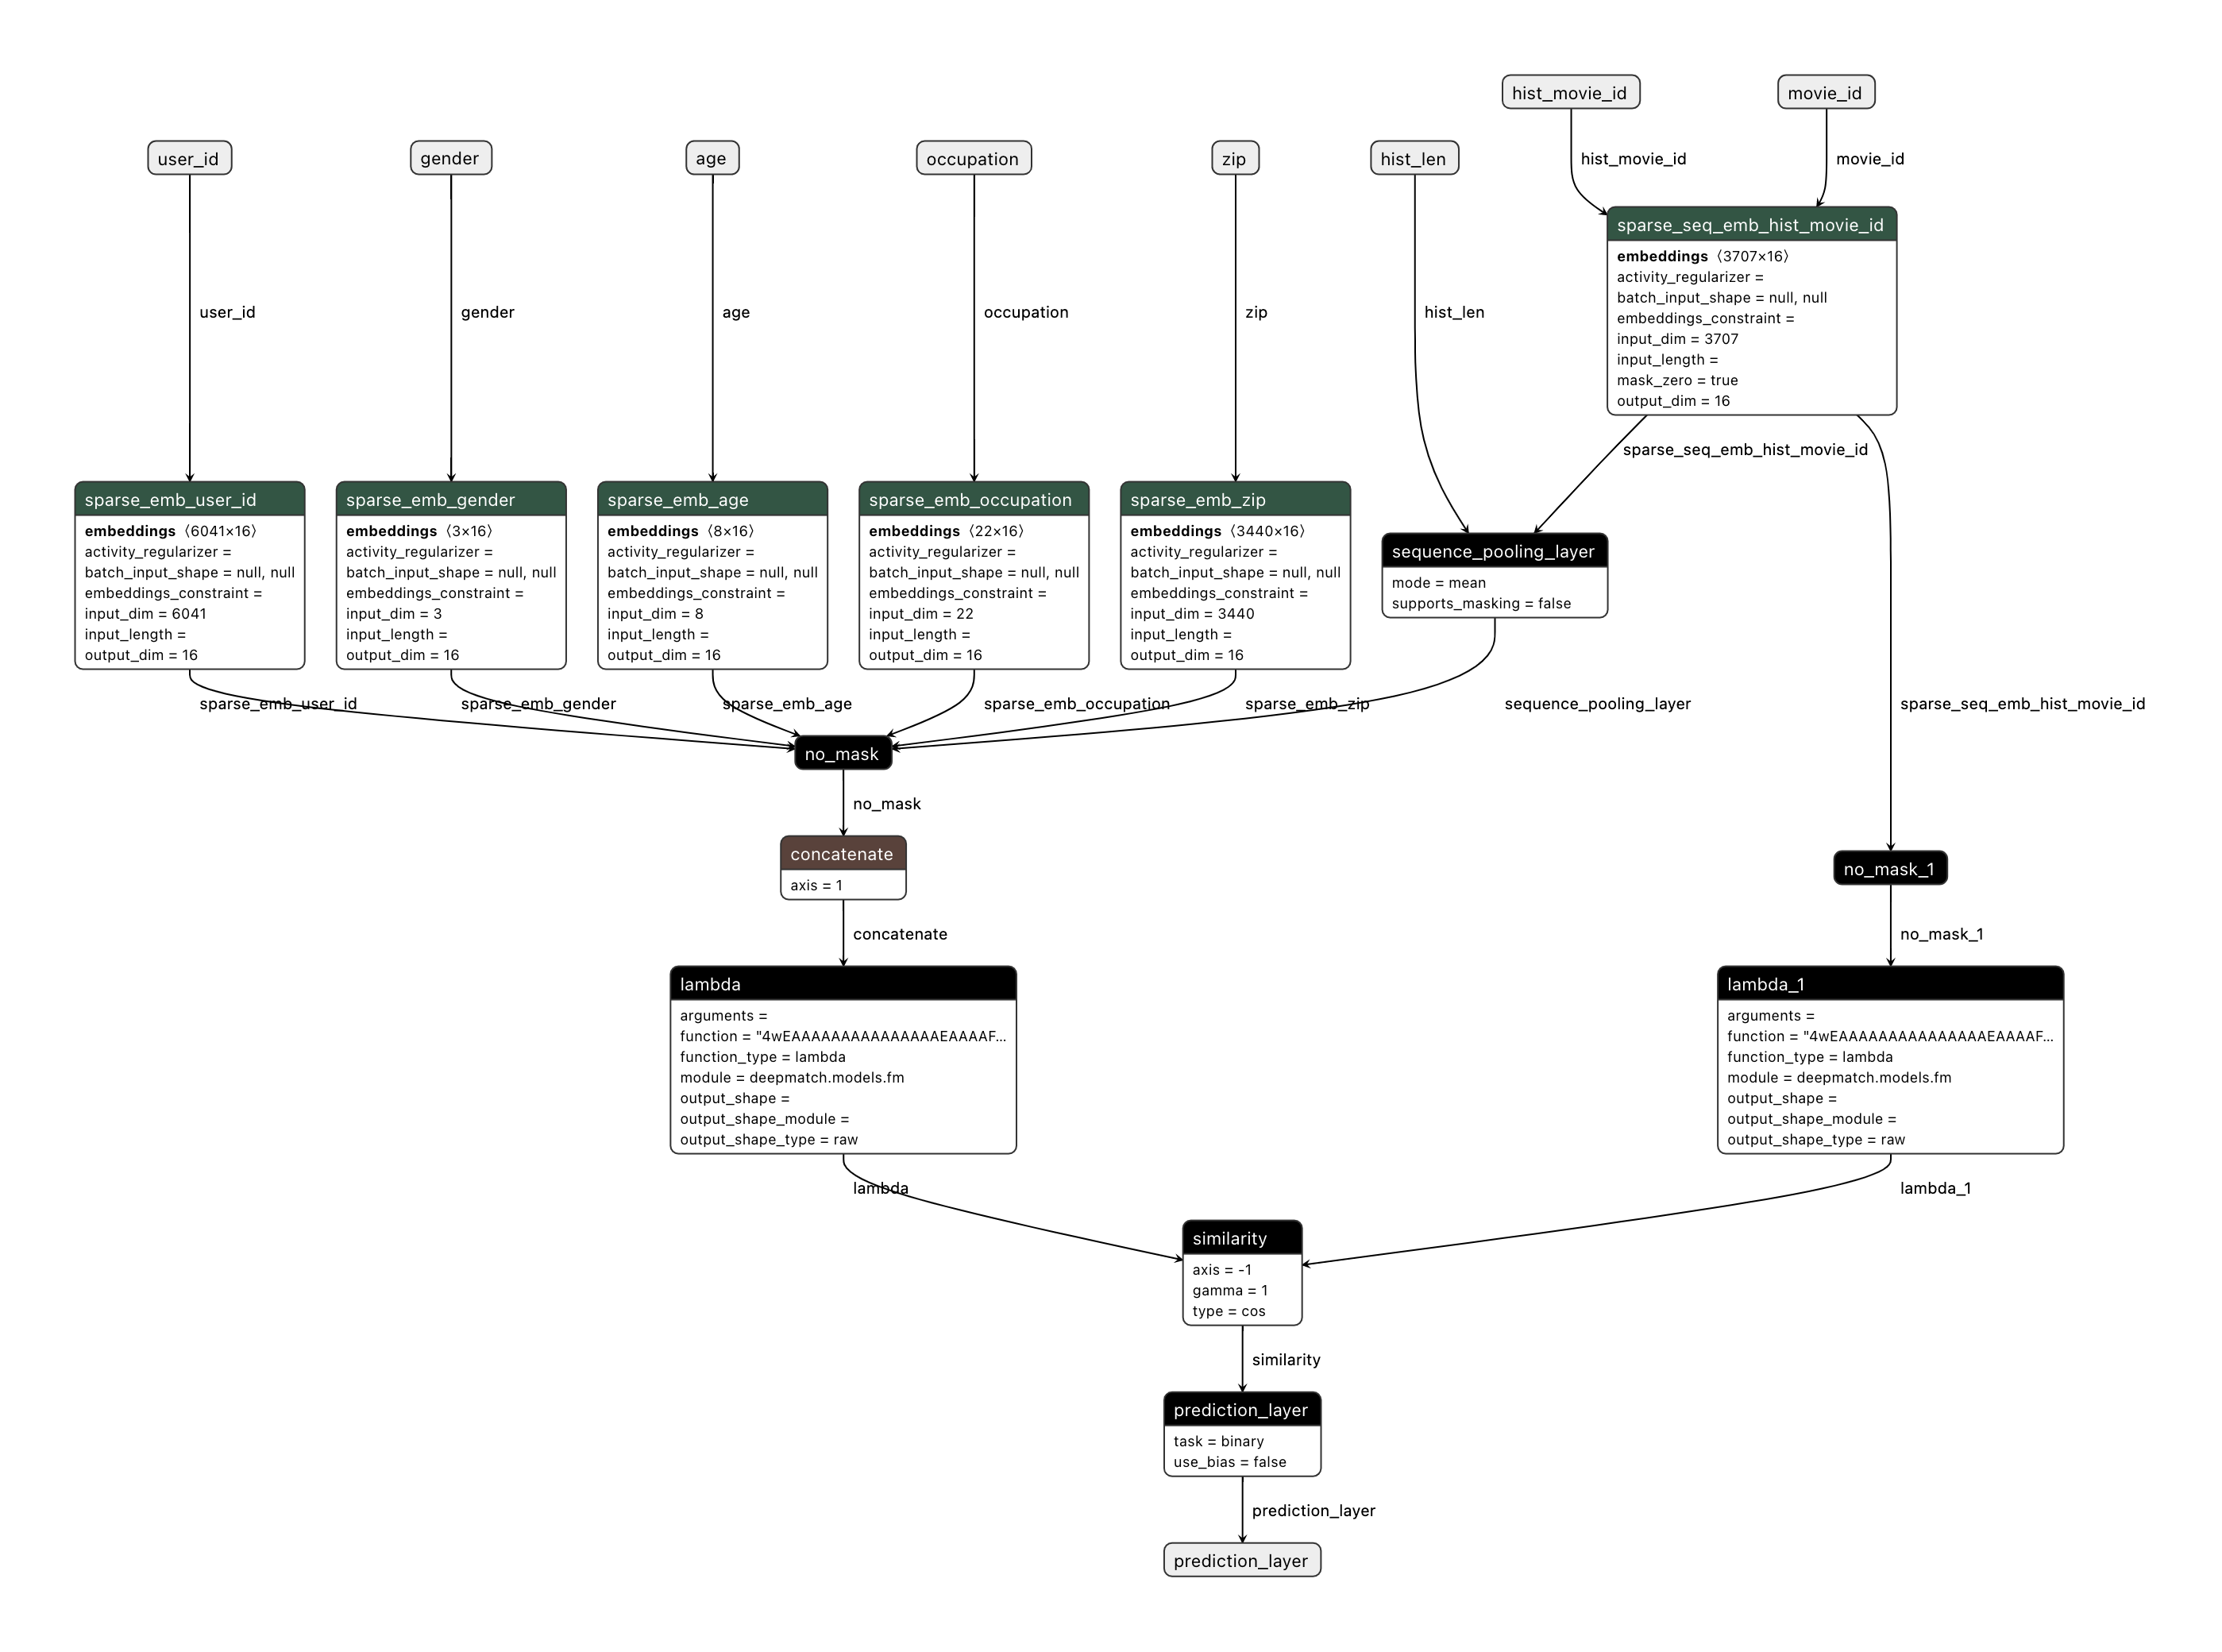 hist_movie_id
movie_id
user_id
gender
age
occupation
zip
hist_len
hist_movie_id
movie_id
sparse_seq_emb_hist_movie_id
embeddings 〈3707×16〉
activity_regularizer =
batch_input_shape = null, null
embeddings_constraint =
input_dim = 3707
input_length =
mask_zero = true
output_dim = 16
user_id
gender
age
occupation
zip
hist_len
sparse_seq_emb_hist_movie_id
sparse_emb_user_id
embeddings 〈6041×16〉
activity_regularizer =
batch_input_shape = null, null
embeddings_constraint =
input_dim = 6041
input_length =
output_dim = 16
sparse_emb_gender
embeddings 〈3×16〉
activity_regularizer =
batch_input_shape = null, null
embeddings_constraint =
input_dim = 3
input_length =
output_dim = 16
sparse_emb_age
embeddings 〈8×16〉
activity_regularizer =
batch_input_shape = null, null
embeddings_constraint =
input_dim = 8
input_length =
output_dim = 16
sparse_emb_occupation
embeddings 〈22×16〉
activity_regularizer =
batch_input_shape = null, null
embeddings_constraint =
input_dim = 22
input_length =
output_dim = 16
sparse_emb_zip
embeddings 〈3440×16〉
activity_regularizer =
batch_input_shape = null, null
embeddings_constraint =
input_dim = 3440
input_length =
output_dim = 16
sequence_pooling_layer
mode = mean
supports_masking = false
sparse_emb_user_id
sparse_emb_gender
sparse_emb_age
sparse_emb_occupation
sparse_emb_zip
sequence_pooling_layer
sparse_seq_emb_hist_movie_id
no_mask
no_mask
concatenate
axis = 1
no_mask_1
concatenate
no_mask_1
lambda
arguments =
function = "4wEAAAAAAAAAAAAAAAEAAAAF…
function_type = lambda
module = deepmatch.models.fm
output_shape =
output_shape_module =
output_shape_type = raw
lambda_1
arguments =
function = "4wEAAAAAAAAAAAAAAAEAAAAF…
function_type = lambda
module = deepmatch.models.fm
output_shape =
output_shape_module =
output_shape_type = raw
lambda
lambda_1
similarity
axis = -1
gamma = 1
type = cos
similarity
prediction_layer
task = binary
use_bias = false
prediction_layer
prediction_layer